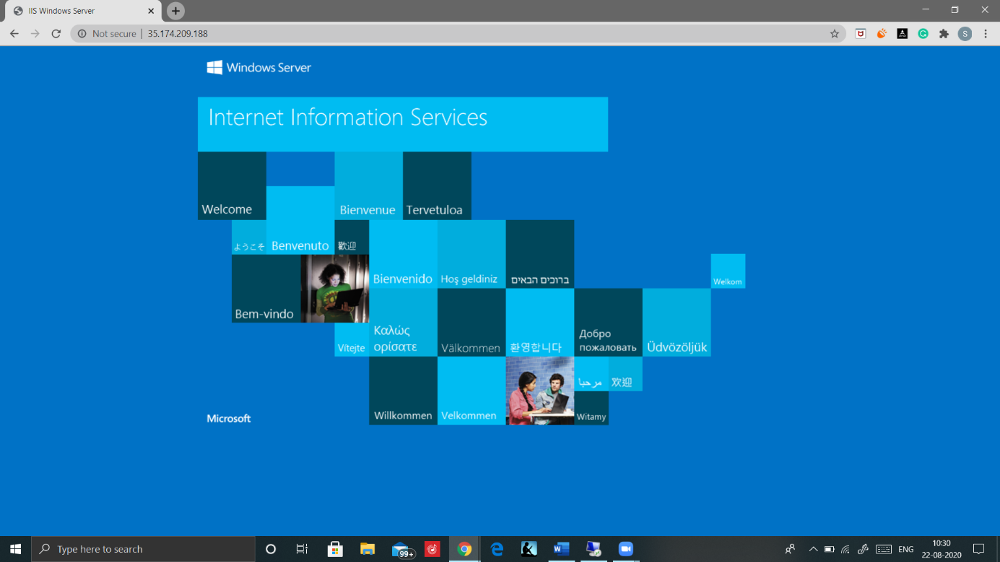 IIS Windows Server
Not secure | 35.174.209.188
S
Windows Server
Internet Information Services
Welcome
Bienvenue
Tervetuloa
ようこそ
Benvenuto
歡迎
Bienvenido
Hoş geldiniz
ברוכים הבאים
Welkom
Bem-vindo
Vítejte
Καλώς
ορίσατε
Välkommen
환영합니다
Добро
пожаловать
Üdvözöljük
Willkommen
Velkommen
مرحبا
欢迎
Witamy
Microsoft
Type here to search
99+
ENG
10:30
22-08-2020